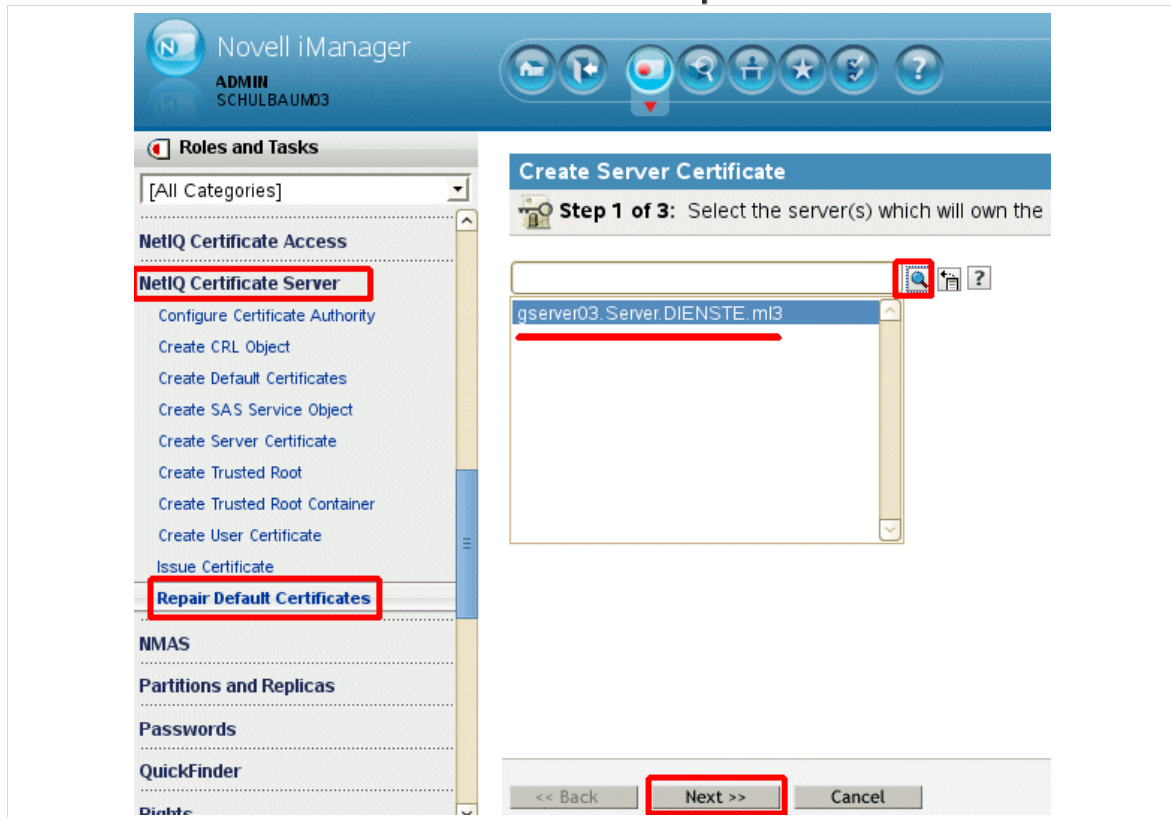 Novell iManager
ADMIN
SCHULBAUM03
Roles and Tasks
[All Categories]
NetIQ Certificate Access
NetIQ Certificate Server
Configure Certificate Authority
Create CRL Object
Create Default Certificates
Create SAS Service Object
Create Server Certificate
Create Trusted Root
Create Trusted Root Container
Create User Certificate
Issue Certificate
Repair Default Certificates
NMAS
Partitions and Replicas
Passwords
QuickFinder
Rights
Create Server Certificate
Step 1 of 3: Select the server(s) which will own the
gserver03.Server.DIENSTE.ml3
<< Back
Next >>
Cancel